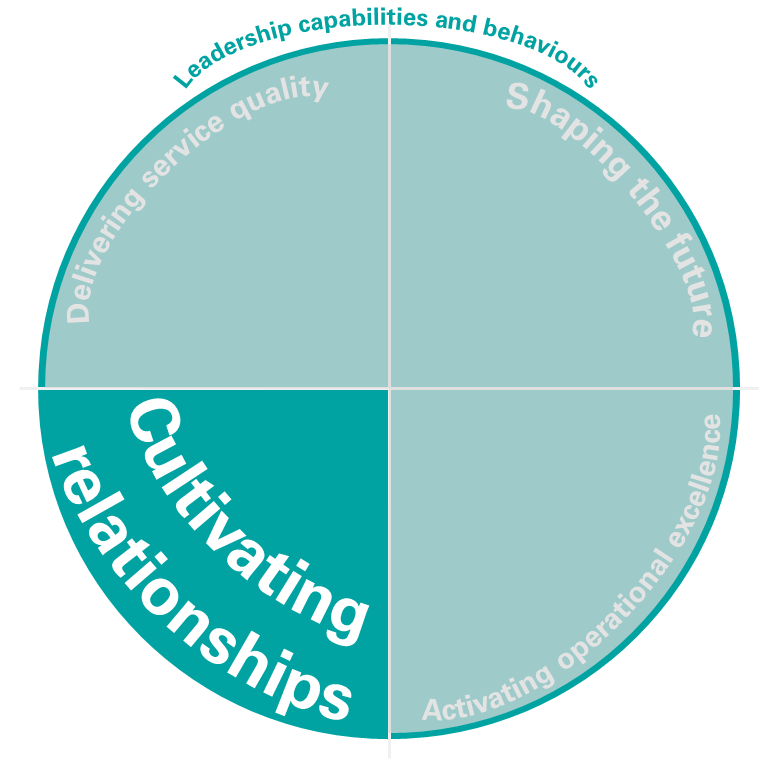 Leadership capabilities and behaviours
Delivering service quality
Shaping the future
Cultivating
relationships
Activating operational excellence